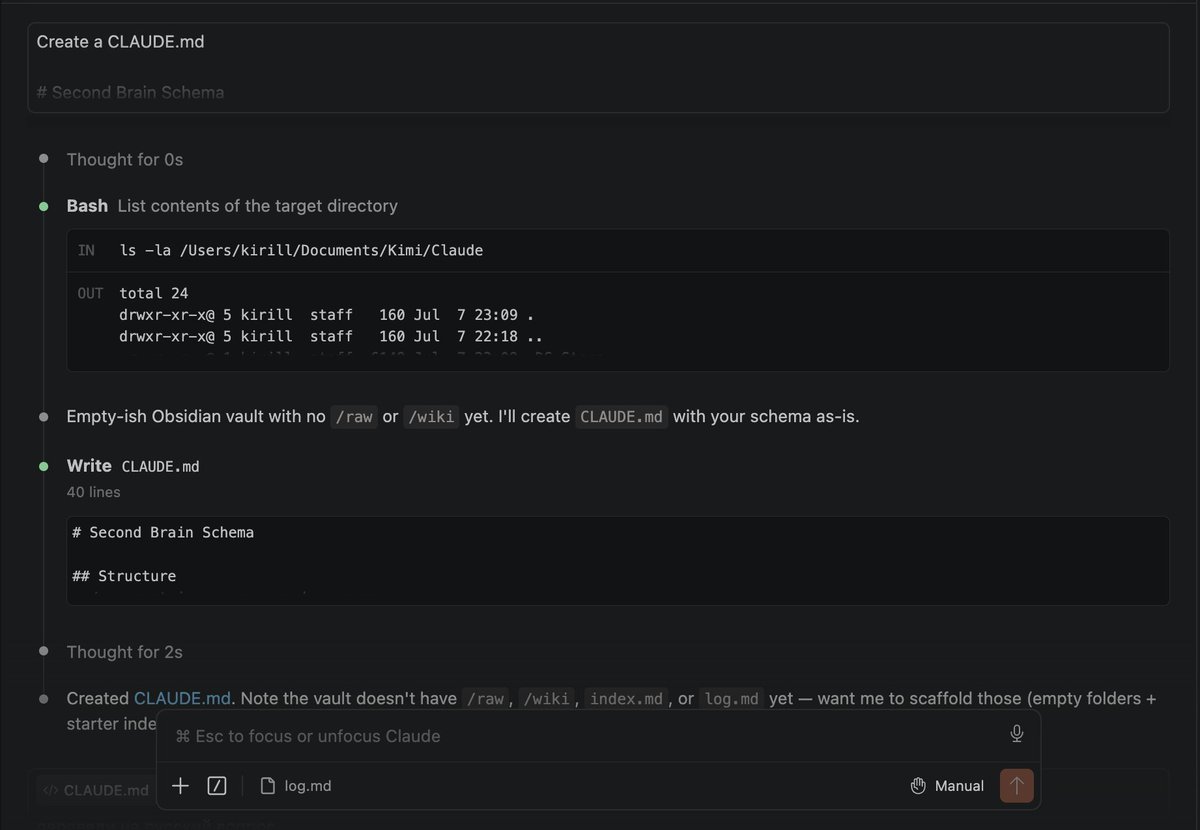 Create a CLAUDE.md
# Second Brain Schema
Thought for 0s
Bash List contents of the target directory
IN ls -la /Users/kirill/Documents/Kimi/Claude
OUT total 24
drwxr-xr-x@ 5 kirill staff 160 Jul 7 23:09 .
drwxr-xr-x@ 5 kirill staff 160 Jul 7 22:18 ..
Empty-ish Obsidian vault with no /raw or /wiki yet. I'll create CLAUDE.md with your schema as-is.
Write CLAUDE.md
40 lines
# Second Brain Schema
## Structure
Thought for 2s
Created CLAUDE.md. Note the vault doesn't have /raw, /wiki, index.md, or log.md yet — want me to scaffold those (empty folders +
starter inde
⌘ Esc to focus or unfocus Claude
</> CLAUDE.md
log.md
Manual